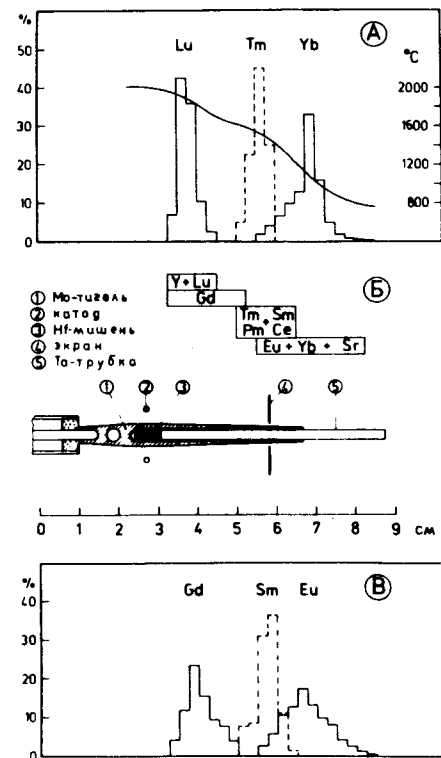 % Lu Tm Yb А °C
50
40
30
20
10
0
2000
1600
1200
800
Y+Lu
Gd
Б
Tm + Sm
Pm Ce
Eu + Yb + Sr
① Mo-тигель
② катод
③ Hf-мишень
④ экран
⑤ Ta-трубка
① ② ③ ④ ⑤
0 1 2 3 4 5 6 7 8 9 см
% Gd Sm Eu В
40
30
20
10
0